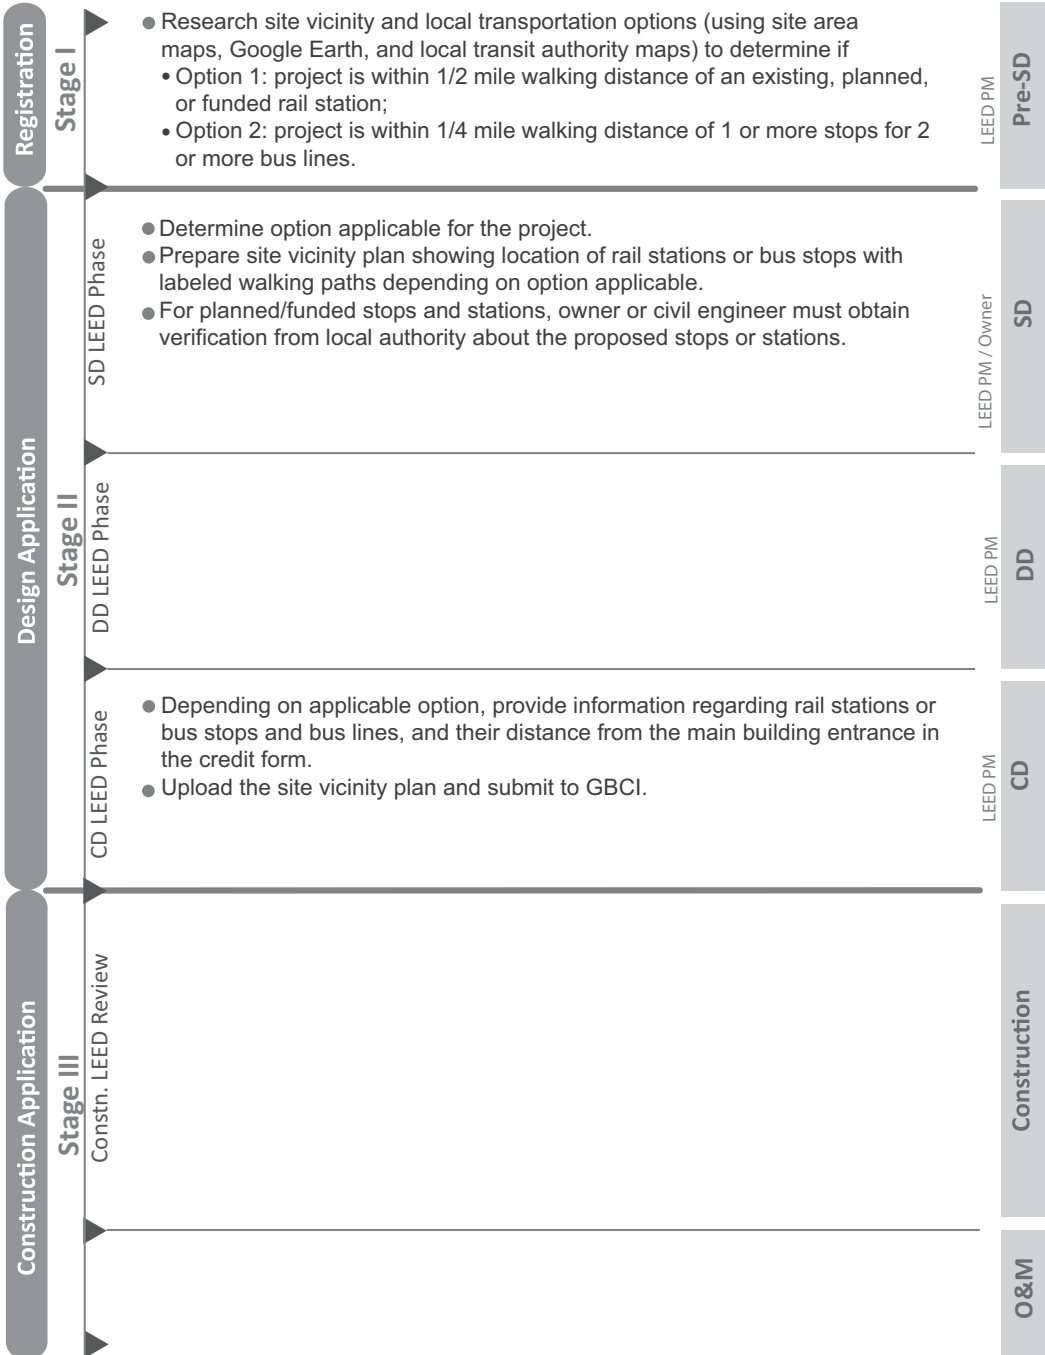 Registration
Stage I
● Research site vicinity and local transportation options (using site area
maps, Google Earth, and local transit authority maps) to determine if
• Option 1: project is within 1/2 mile walking distance of an existing, planned,
or funded rail station;
• Option 2: project is within 1/4 mile walking distance of 1 or more stops for 2
or more bus lines.
LEED PM
Pre-SD
Design Application
Stage II
SD LEED Phase
● Determine option applicable for the project.
● Prepare site vicinity plan showing location of rail stations or bus stops with
labeled walking paths depending on option applicable.
● For planned/funded stops and stations, owner or civil engineer must obtain
verification from local authority about the proposed stops or stations.
LEED PM / Owner
SD
DD LEED Phase
LEED PM
DD
CD LEED Phase
● Depending on applicable option, provide information regarding rail stations or
bus stops and bus lines, and their distance from the main building entrance in
the credit form.
● Upload the site vicinity plan and submit to GBCI.
LEED PM
CD
Construction Application
Stage III
Constn. LEED Review
Construction
O&M